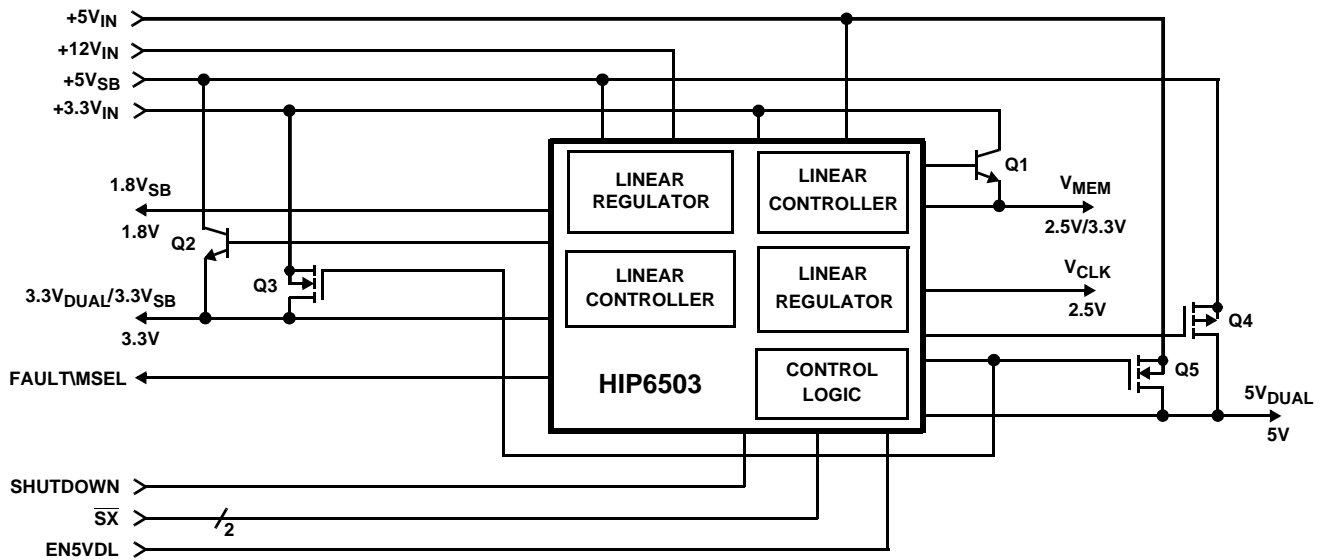 +5VIN
+12VIN
+5VSB
+3.3VIN
1.8VSB
1.8V
Q2
Q3
3.3VDUAL/3.3VSB
3.3V
FAULT\MSEL
SHUTDOWN
SX
2
EN5VDL
LINEAR
REGULATOR
LINEAR
CONTROLLER
LINEAR
CONTROLLER
LINEAR
REGULATOR
HIP6503
CONTROL
LOGIC
Q1
VMEM
2.5V/3.3V
VCLK
2.5V
Q4
Q5
5VDUAL
5V